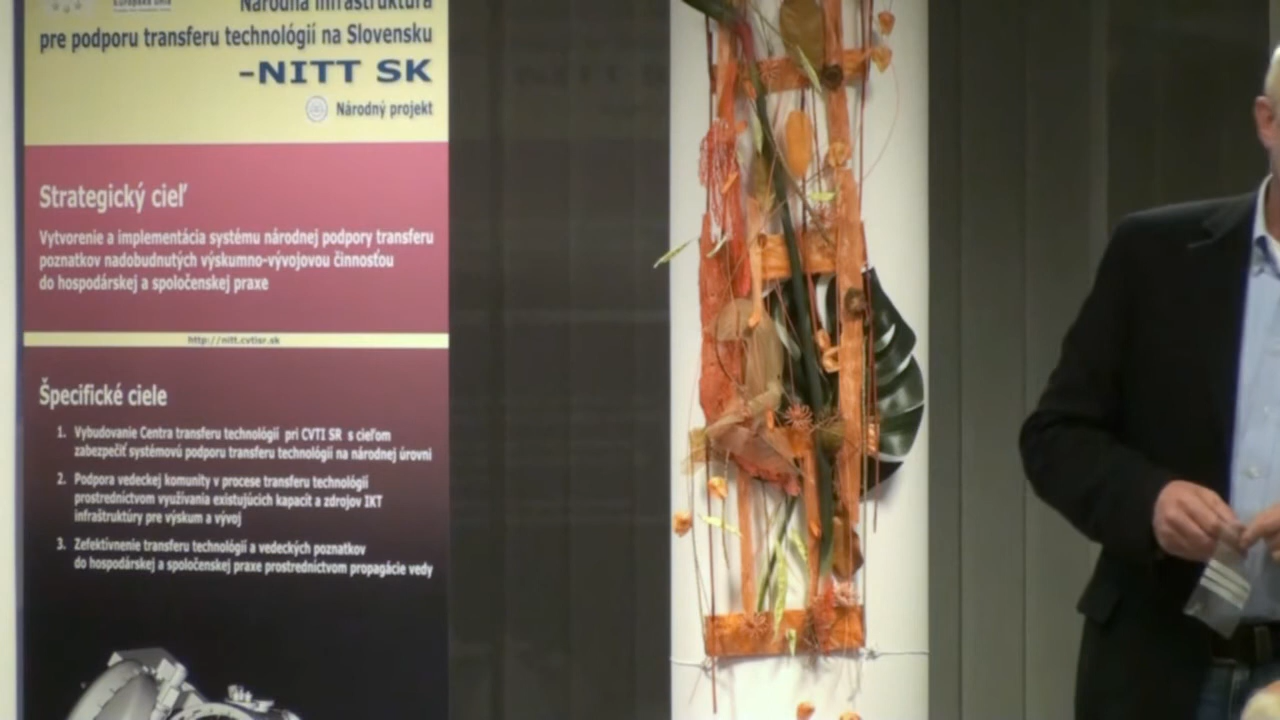 Európska únia
Národná infraštruktúra
pre podporu transferu technológií na Slovensku
–NITT SK
Národný projekt
Strategický cieľ
Vytvorenie a implementácia systému národnej podpory transferu
poznatkov nadobudnutých výskumno-vývojovou činnosťou
do hospodárskej a spoločenskej praxe
http://nitt.cvtisr.sk
Špecifické ciele
1. Vybudovanie Centra transferu technológií pri CVTI SR s cieľom
zabezpečiť systémovú podporu transferu technológií na národnej úrovni
2. Podpora vedeckej komunity v procese transferu technológií
prostredníctvom využívania existujúcich kapacít a zdrojov IKT
infraštruktúry pre výskum a vývoj
3. Zefektívnenie transferu technológií a vedeckých poznatkov
do hospodárskej a spoločenskej praxe prostredníctvom propagácie vedy